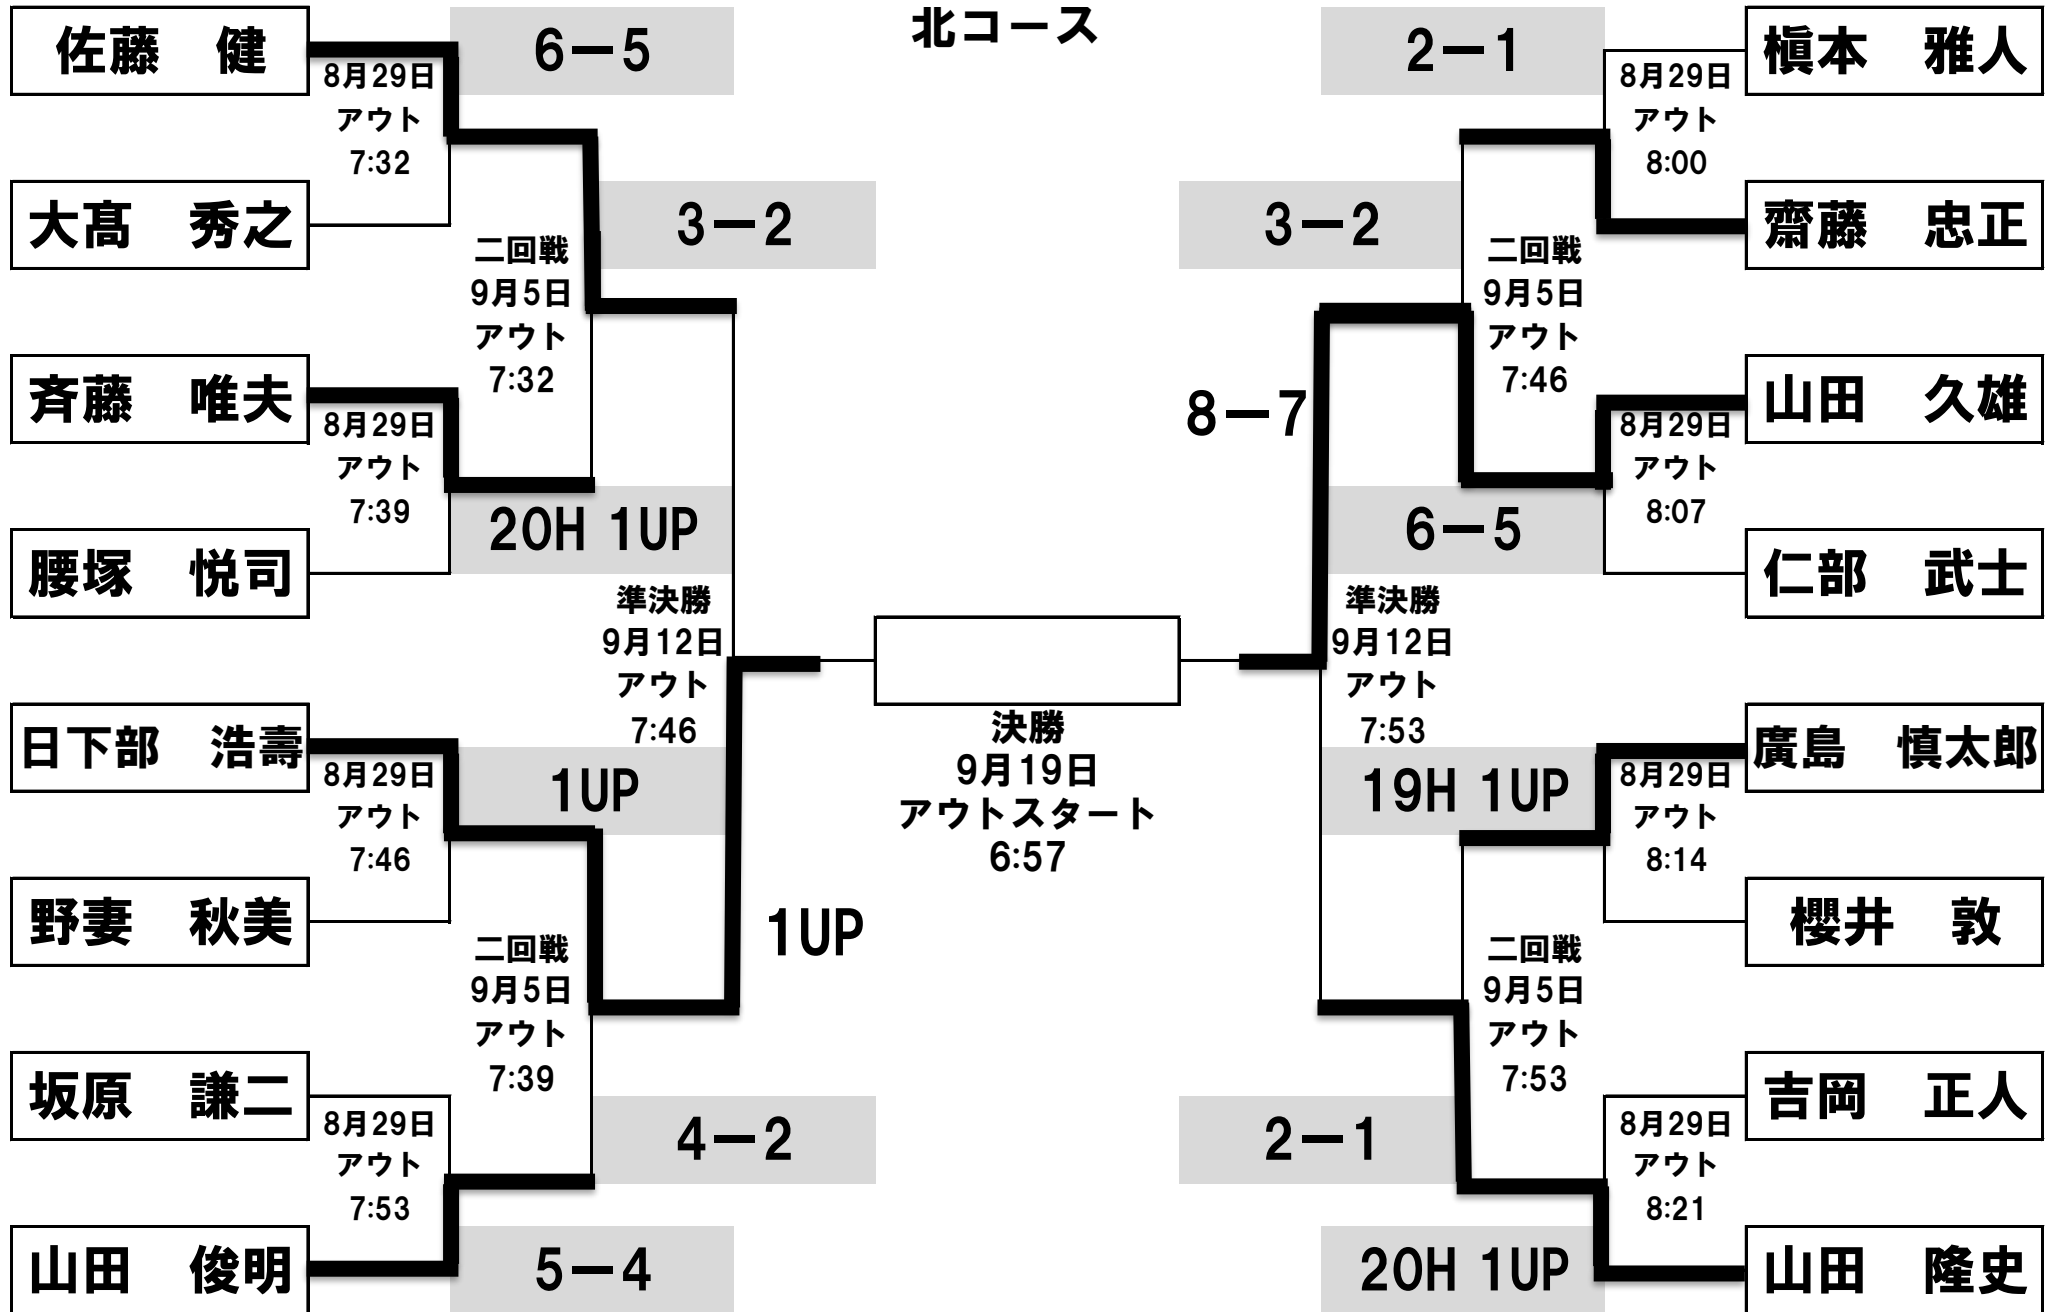 北コース
佐藤　健
8月29日
アウト
7:32
大髙　秀之
6－5
二回戦
9月5日
アウト
7:32
3－2
斉藤　唯夫
8月29日
アウト
7:39
腰塚　悦司
20H 1UP
準決勝
9月12日
アウト
7:46
日下部　浩壽
8月29日
アウト
7:46
野妻　秋美
1UP
二回戦
9月5日
アウト
7:39
1UP
4－2
坂原　謙二
8月29日
アウト
7:53
山田　俊明
5－4
決勝
9月19日
アウトスタート
6:57
2－1
槇本　雅人
8月29日
アウト
8:00
齋藤　忠正
3－2
二回戦
9月5日
アウト
7:46
8－7
山田　久雄
8月29日
アウト
8:07
仁部　武士
6－5
準決勝
9月12日
アウト
7:53
廣島　慎太郎
8月29日
アウト
8:14
櫻井　敦
19H 1UP
二回戦
9月5日
アウト
7:53
2－1
吉岡　正人
8月29日
アウト
8:21
山田　隆史
20H 1UP